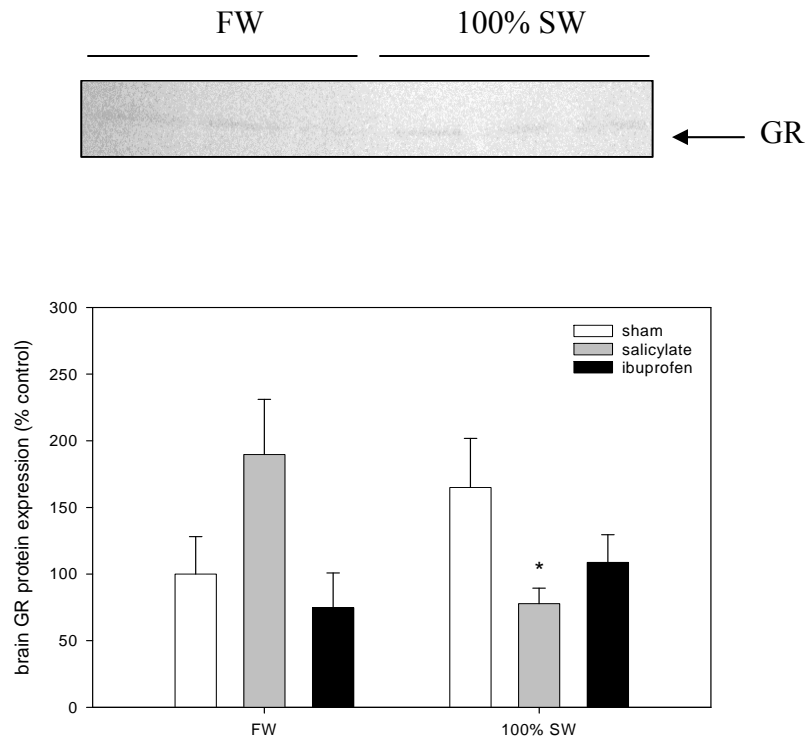 FW 100% SW
GR
300
250
200
150
100
50
0
brain GR protein expression (% control)
sham
salicylate
ibuprofen
*
FW 100% SW